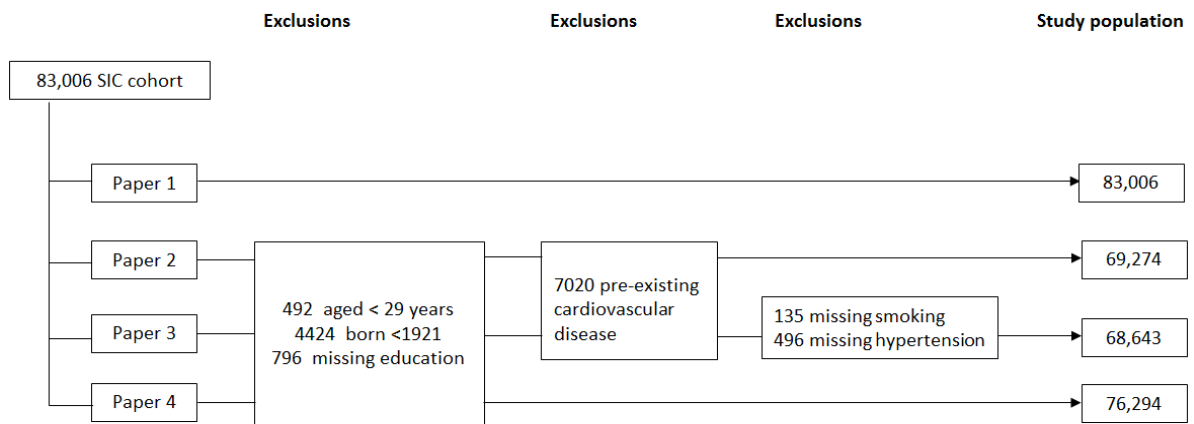 Exclusions Exclusions Exclusions Study population
83,006 SIC cohort
Paper 1
83,006
Paper 2
69,274
492 aged < 29 years
4424 born <1921
796 missing education
7020 pre-existing
cardiovascular
disease
Paper 3
135 missing smoking
496 missing hypertension
68,643
Paper 4
76,294